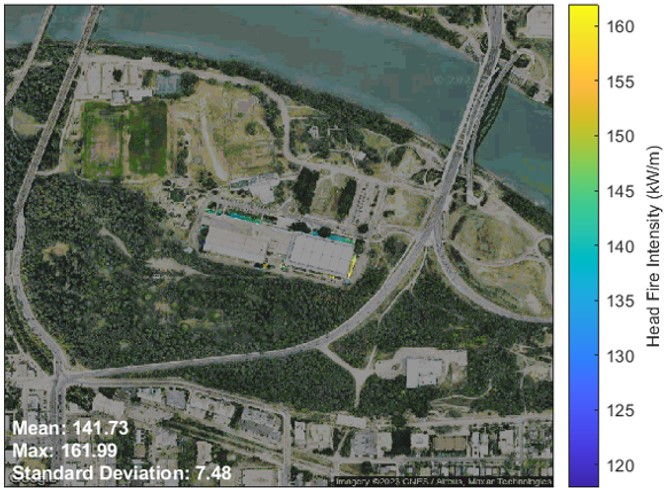 160
155
150
145
140
135
130
125
120
Head Fire Intensity (kW/m)
Mean: 141.73
Max: 161.99
Standard Deviation: 7.48
Imagery ©2023 CNES / Airbus, Maxar Technologies